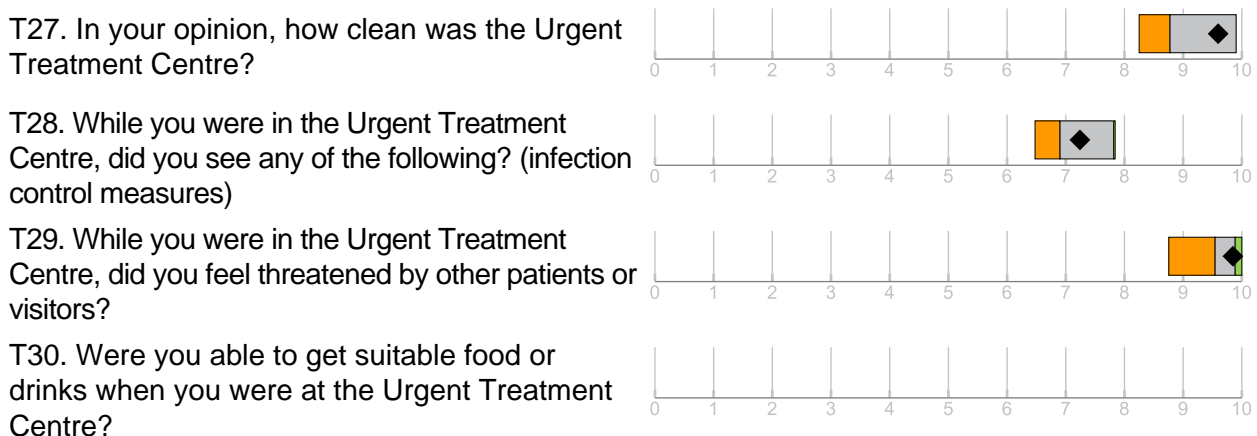 T27. In your opinion, how clean was the Urgent
Treatment Centre?
0 1 2 3 4 5 6 7 8 9 10
T28. While you were in the Urgent Treatment
Centre, did you see any of the following? (infection
control measures)
0 1 2 3 4 5 6 7 8 9 10
T29. While you were in the Urgent Treatment
Centre, did you feel threatened by other patients or
visitors?
0 1 2 3 4 5 6 7 8 9 10
T30. Were you able to get suitable food or
drinks when you were at the Urgent Treatment
Centre?
0 1 2 3 4 5 6 7 8 9 10